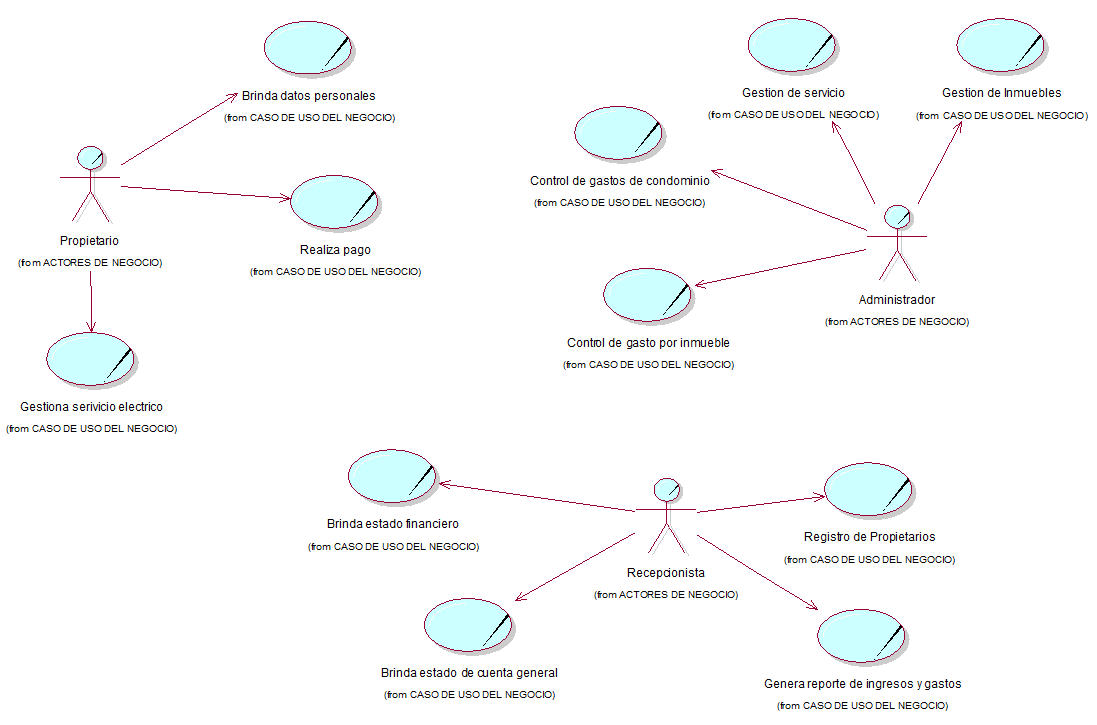 Brinda datos personales
(from CASO DE USO DEL NEGOCIO)
Propietario
(from ACTORES DE NEGOCIO)
Realiza pago
(from CASO DE USO DEL NEGOCIO)
Gestiona serivicio electrico
(from CASO DE USO DEL NEGOCIO)
Gestion de servicio
(from CASO DE USO DEL NEGOCIO)
Gestion de Inmuebles
(from CASO DE USO DEL NEGOCIO)
Control de gastos de condominio
(from CASO DE USO DEL NEGOCIO)
Administrador
(from ACTORES DE NEGOCIO)
Control de gasto por inmueble
(from CASO DE USO DEL NEGOCIO)
Brinda estado financiero
(from CASO DE USO DEL NEGOCIO)
Recepcionista
(from ACTORES DE NEGOCIO)
Registro de Propietarios
(from CASO DE USO DEL NEGOCIO)
Brinda estado de cuenta general
(from CASO DE USO DEL NEGOCIO)
Genera reporte de ingresos y gastos
(from CASO DE USO DEL NEGOCIO)